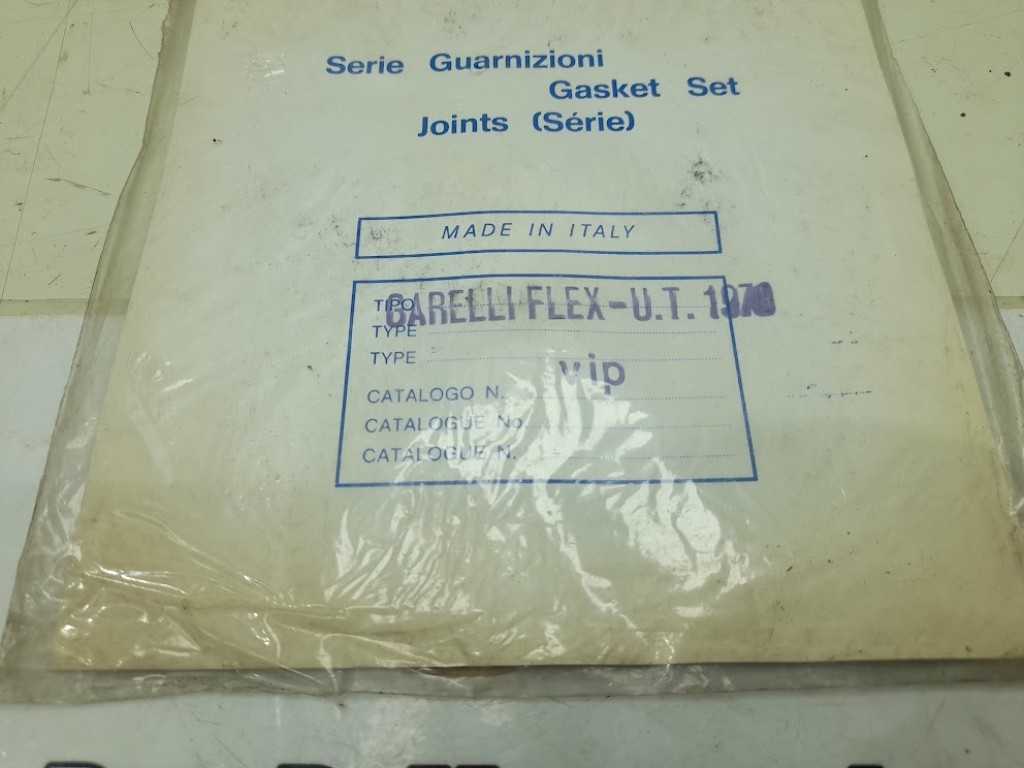 Serie Guarnizioni
Gasket Set
Joints (Série)
MADE IN ITALY
TIPO GARELLI FLEX-U.T.
TYPE
TYPE
vip
CATALOGO N.
CATALOGUE No.
CATALOGUE N.